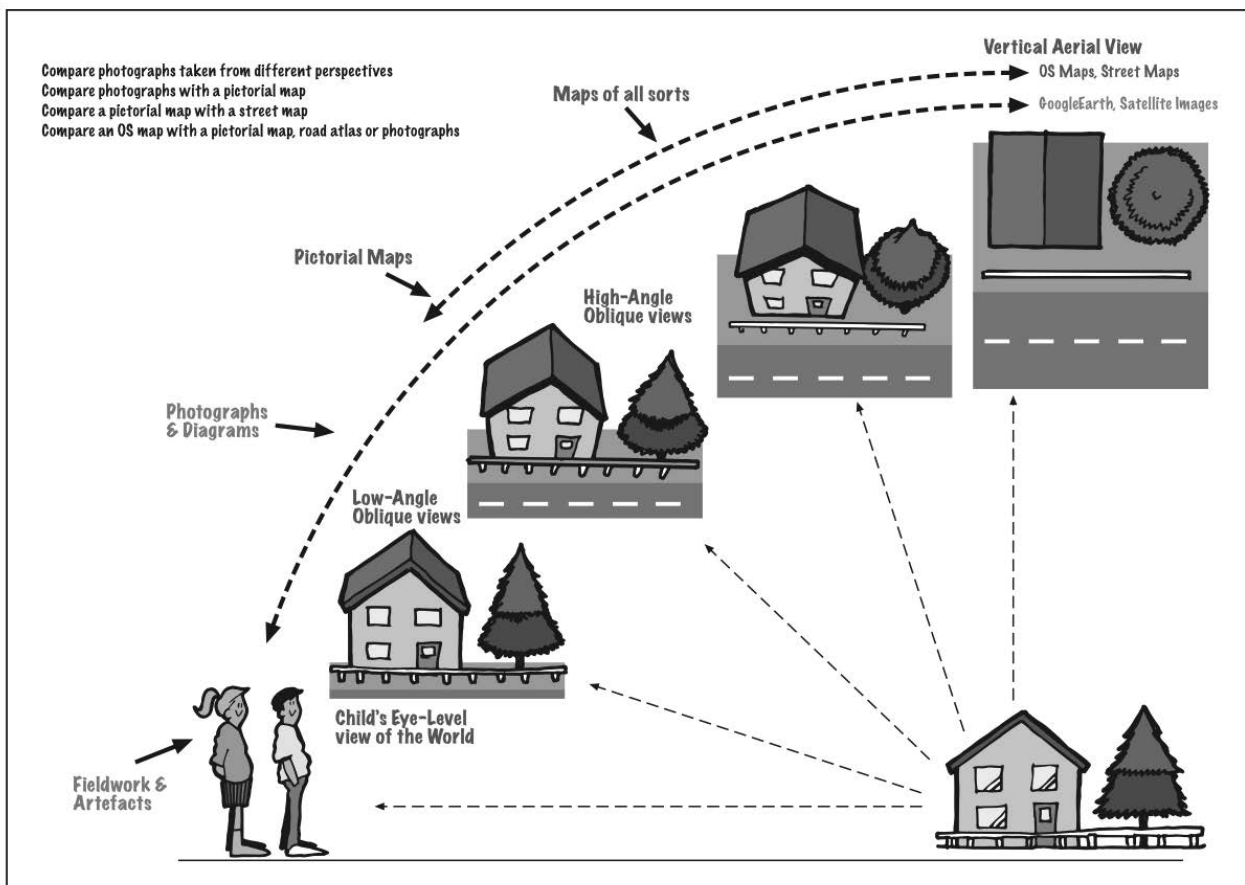 Compare photographs taken from different perspectives
Compare photographs with a pictorial map
Compare a pictorial map with a street map
Compare an OS map with a pictorial map, road atlas or photographs
Vertical Aerial View
OS Maps, Street Maps
GoogleEarth, Satellite Images
Maps of all sorts
Pictorial Maps
High-Angle
Oblique views
Photographs
& Diagrams
Low-Angle
Oblique views
Child's Eye-Level
view of the World
Fieldwork &
Artefacts